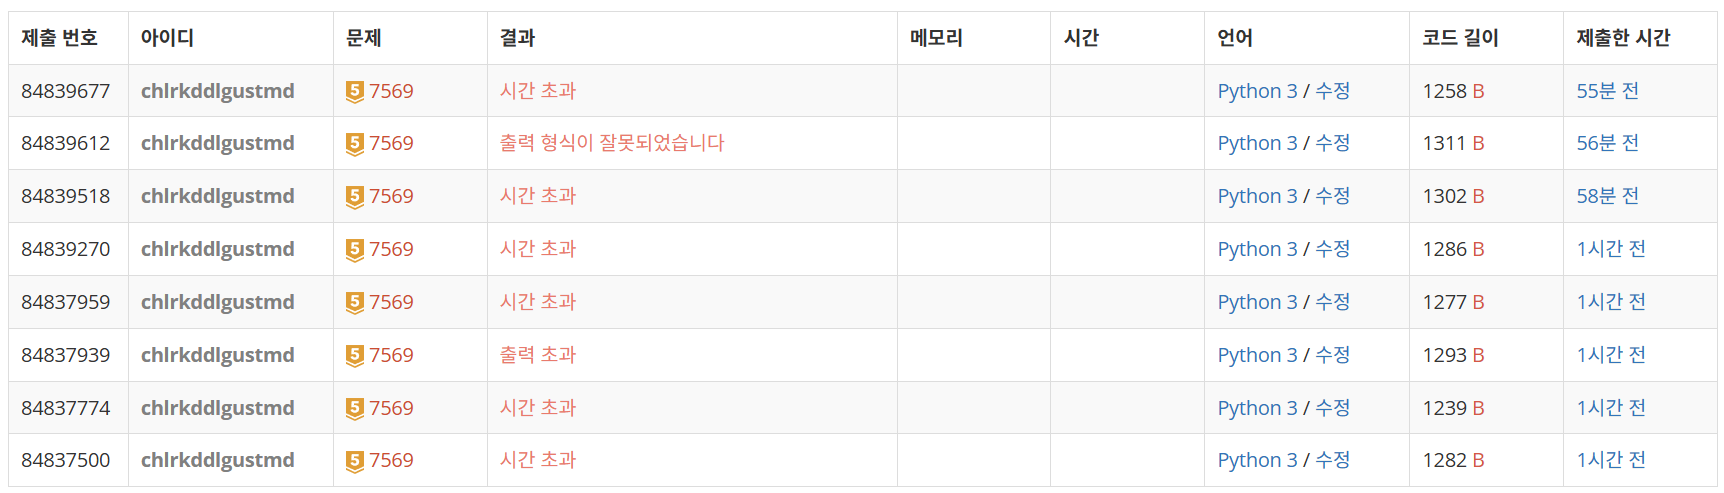 제출 번호 아이디 문제 결과 메모리 시간 언어 코드 길이 제출한 시간
84839677 chlrkddlgustmd 5 7569 시간 초과 Python 3 / 수정 1258 B 55분 전
84839612 chlrkddlgustmd 5 7569 출력 형식이 잘못되었습니다 Python 3 / 수정 1311 B 56분 전
84839518 chlrkddlgustmd 5 7569 시간 초과 Python 3 / 수정 1302 B 58분 전
84839270 chlrkddlgustmd 5 7569 시간 초과 Python 3 / 수정 1286 B 1시간 전
84837959 chlrkddlgustmd 5 7569 시간 초과 Python 3 / 수정 1277 B 1시간 전
84837939 chlrkddlgustmd 5 7569 출력 초과 Python 3 / 수정 1293 B 1시간 전
84837774 chlrkddlgustmd 5 7569 시간 초과 Python 3 / 수정 1239 B 1시간 전
84837500 chlrkddlgustmd 5 7569 시간 초과 Python 3 / 수정 1282 B 1시간 전